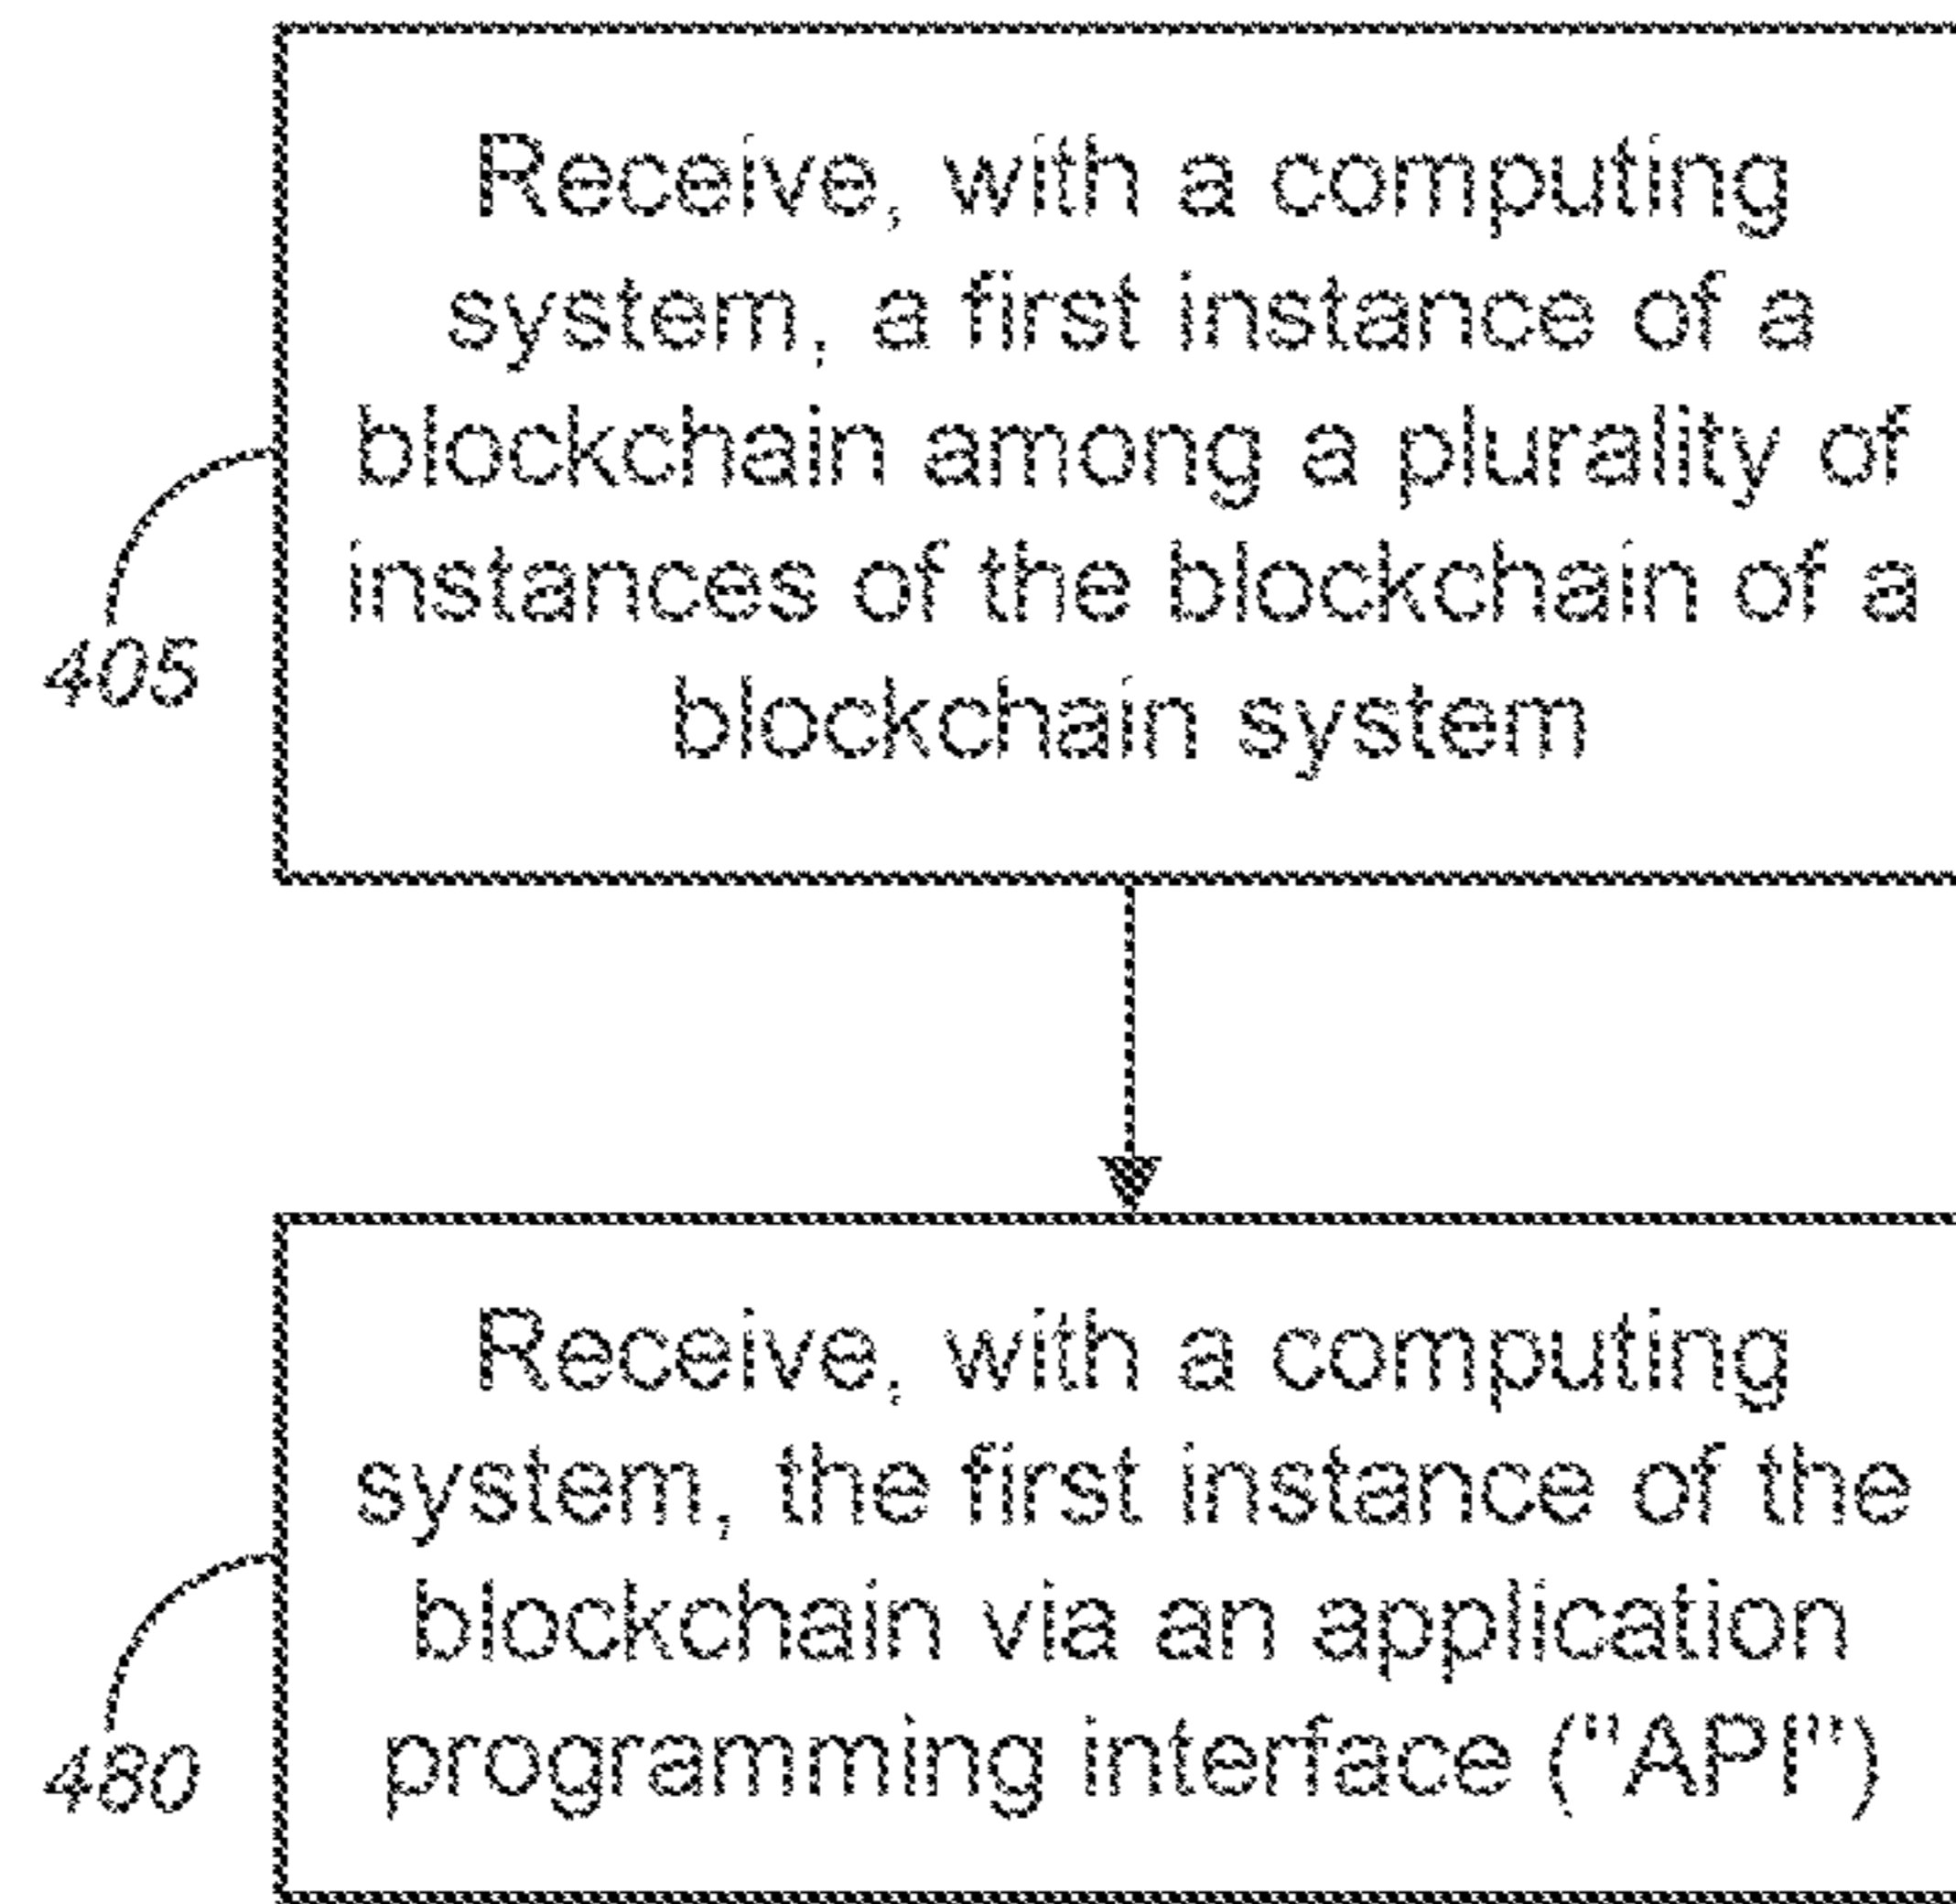 Receive, with a computing
system, a first instance of a
blockchain among a plurality of
instances of the blockchain of a
blockchain system
405
Receive, with a computing
system, the first instance of the
blockchain via an application
programming interface ("API")
480